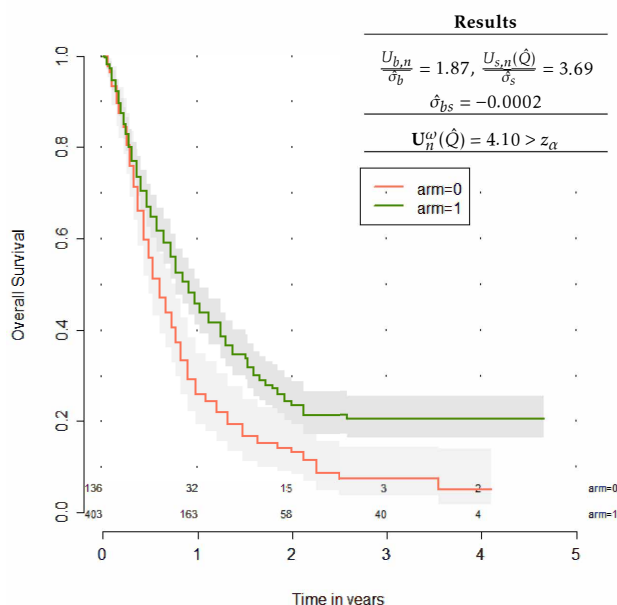 Results
U_{b,n}/σ̂_b = 1.87, U_{s,n}(Q̂)/σ̂_s = 3.69
σ̂_{bs} = −0.0002
U_n^ω(Q̂) = 4.10 > z_α
arm=0
arm=1
Overall Survival
1.0
0.8
0.6
0.4
0.2
0.0
136 32 15 3 2 arm=0
403 163 58 40 4 arm=1
0 1 2 3 4 5
Time in years